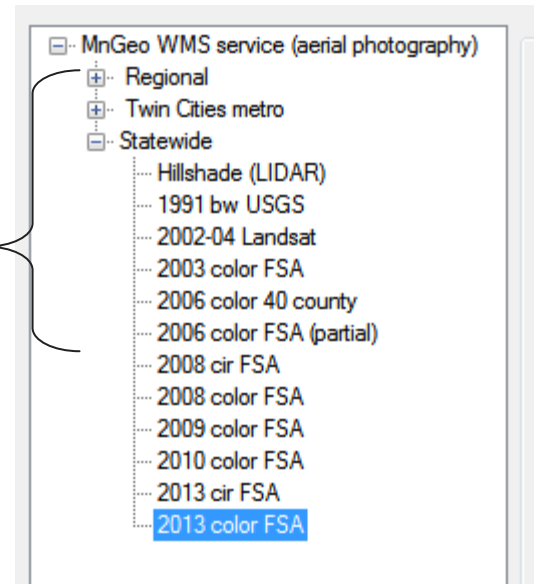 MnGeo WMS service (aerial photography)
Regional
Twin Cities metro
Statewide
Hillshade (LIDAR)
1991 bw USGS
2002-04 Landsat
2003 color FSA
2006 color 40 county
2006 color FSA (partial)
2008 cir FSA
2008 color FSA
2009 color FSA
2010 color FSA
2013 cir FSA
2013 color FSA